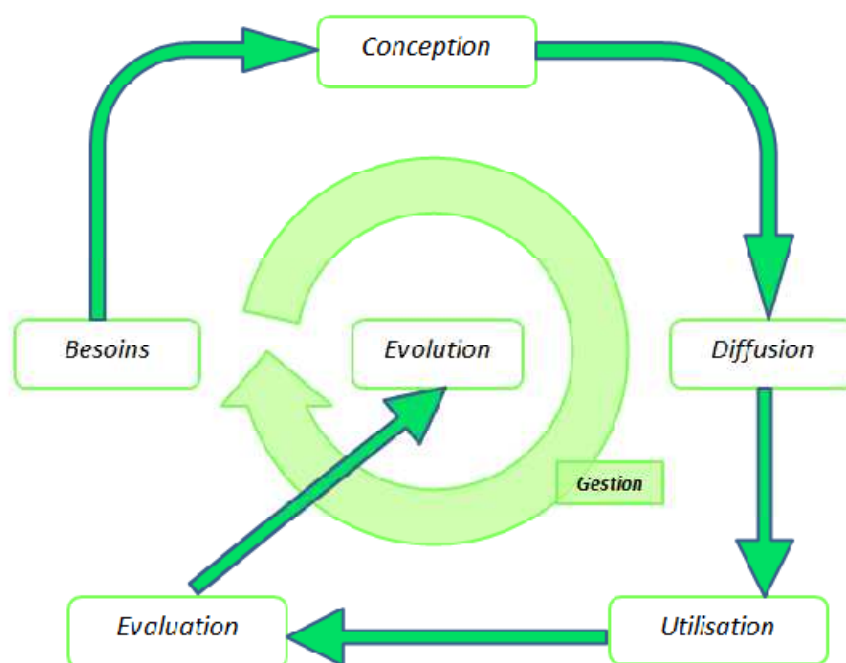 Conception
Besoins
Evolution
Diffusion
Gestion
Evaluation
Utilisation